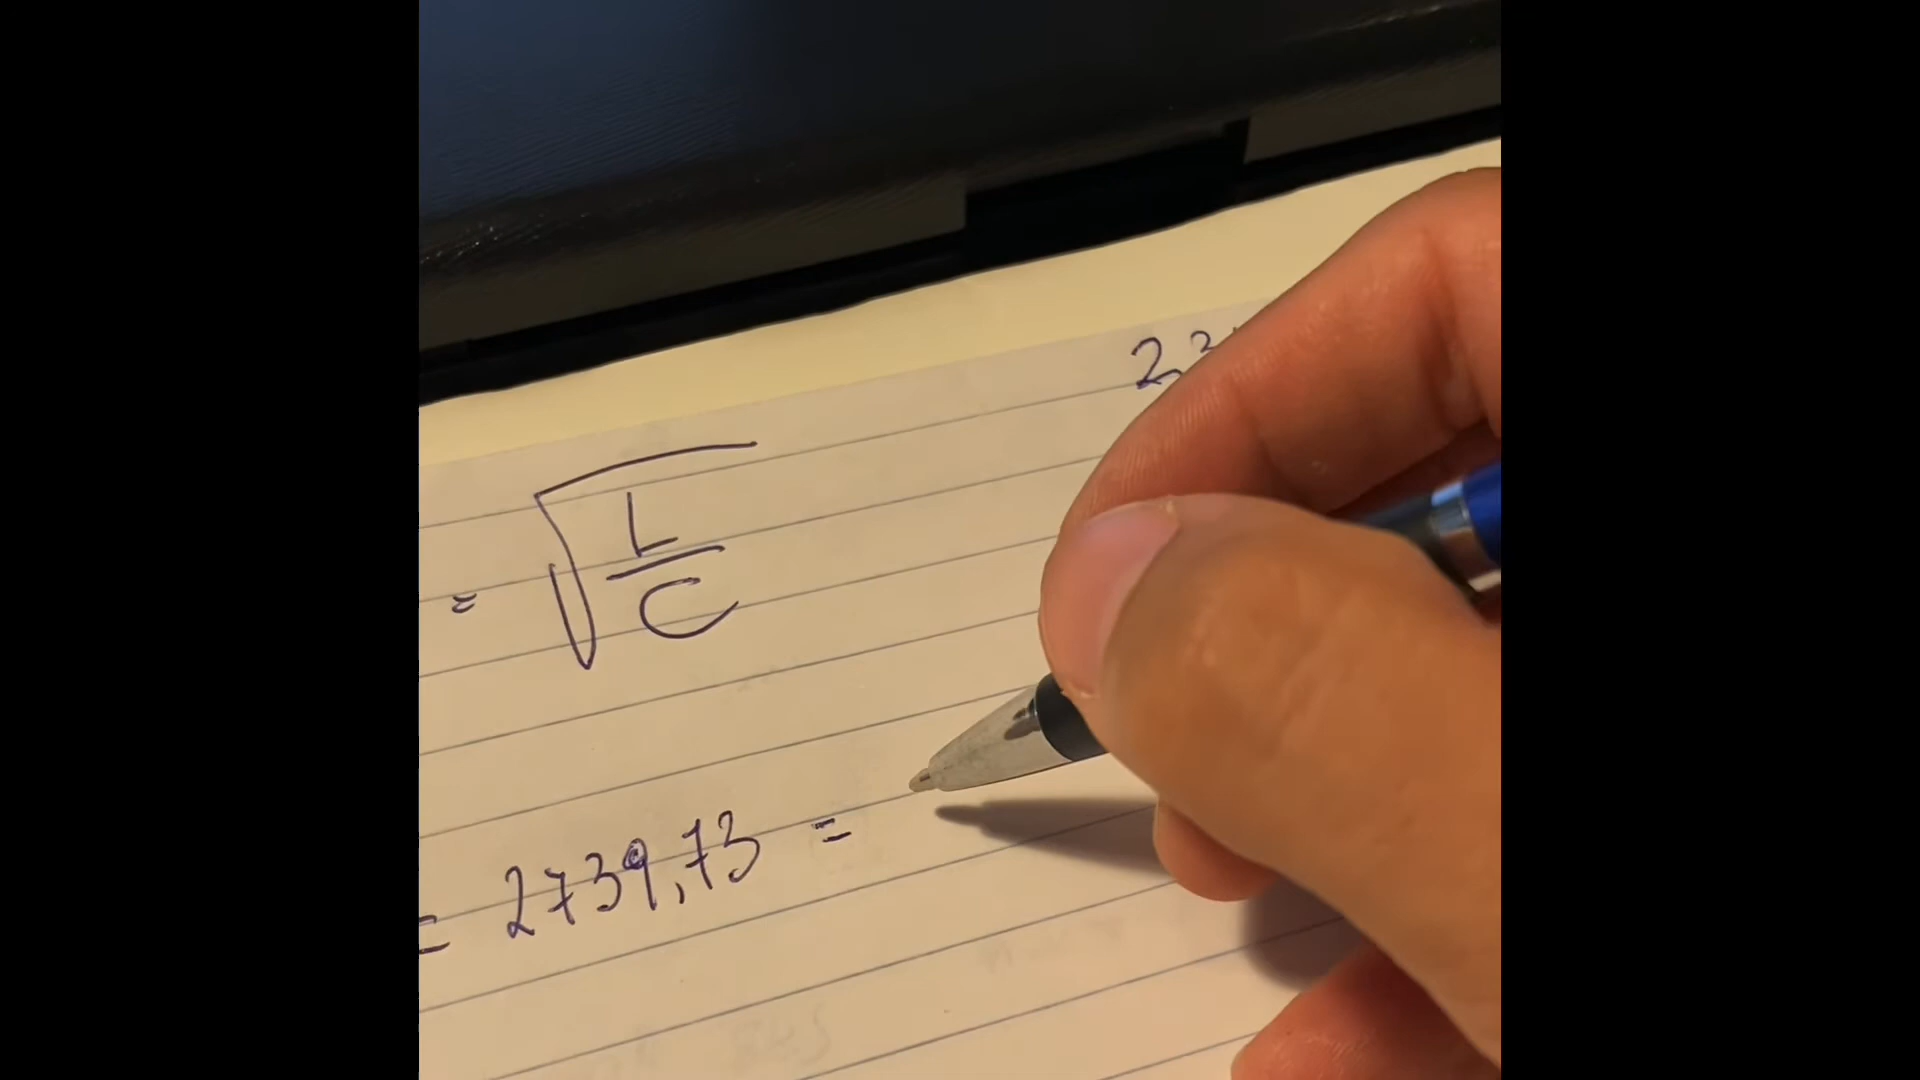 = √(L/C)
= 2739,73 =